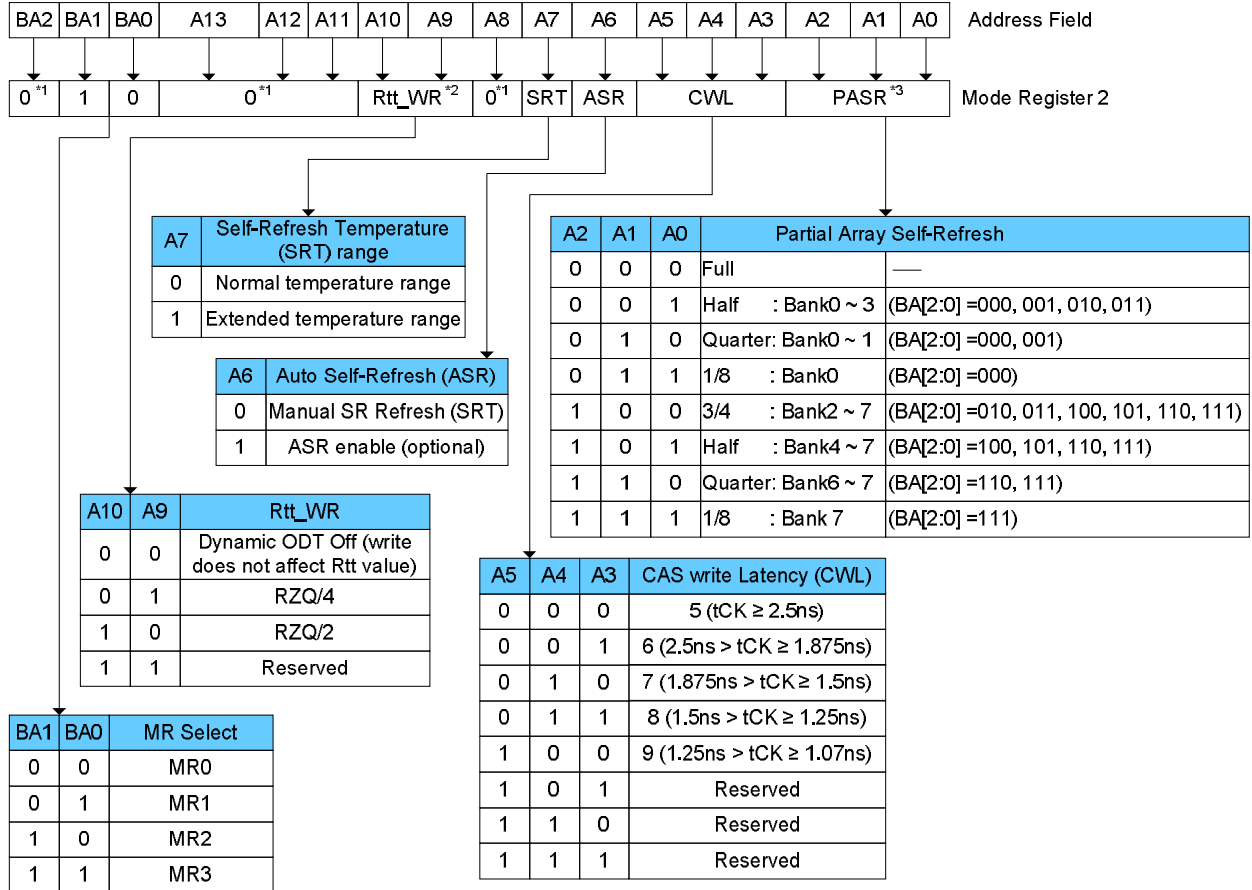 BA2 BA1 BA0 A13 A12 A11 A10 A9 A8 A7 A6 A5 A4 A3 A2 A1 A0 Address Field
0*1 1 0 0*1 Rtt_WR*2 0*1 SRT ASR CWL PASR*3 Mode Register 2
A7 Self-Refresh Temperature
(SRT) range
0 Normal temperature range
1 Extended temperature range
A6 Auto Self-Refresh (ASR)
0 Manual SR Refresh (SRT)
1 ASR enable (optional)
A2 A1 A0 Partial Array Self-Refresh
0 0 0 Full —
0 0 1 Half : Bank0 ~ 3 (BA[2:0] =000, 001, 010, 011)
0 1 0 Quarter: Bank0 ~ 1 (BA[2:0] =000, 001)
0 1 1 1/8 : Bank0 (BA[2:0] =000)
1 0 0 3/4 : Bank2 ~ 7 (BA[2:0] =010, 011, 100, 101, 110, 111)
1 0 1 Half : Bank4 ~ 7 (BA[2:0] =100, 101, 110, 111)
1 1 0 Quarter: Bank6 ~ 7 (BA[2:0] =110, 111)
1 1 1 1/8 : Bank 7 (BA[2:0] =111)
A10 A9 Rtt_WR
0 0 Dynamic ODT Off (write
does not affect Rtt value)
0 1 RZQ/4
1 0 RZQ/2
1 1 Reserved
A5 A4 A3 CAS write Latency (CWL)
0 0 0 5 (tCK ≥ 2.5ns)
0 0 1 6 (2.5ns > tCK ≥ 1.875ns)
0 1 0 7 (1.875ns > tCK ≥ 1.5ns)
0 1 1 8 (1.5ns > tCK ≥ 1.25ns)
1 0 0 9 (1.25ns > tCK ≥ 1.07ns)
1 0 1 Reserved
1 1 0 Reserved
1 1 1 Reserved
BA1 BA0 MR Select
0 0 MR0
0 1 MR1
1 0 MR2
1 1 MR3